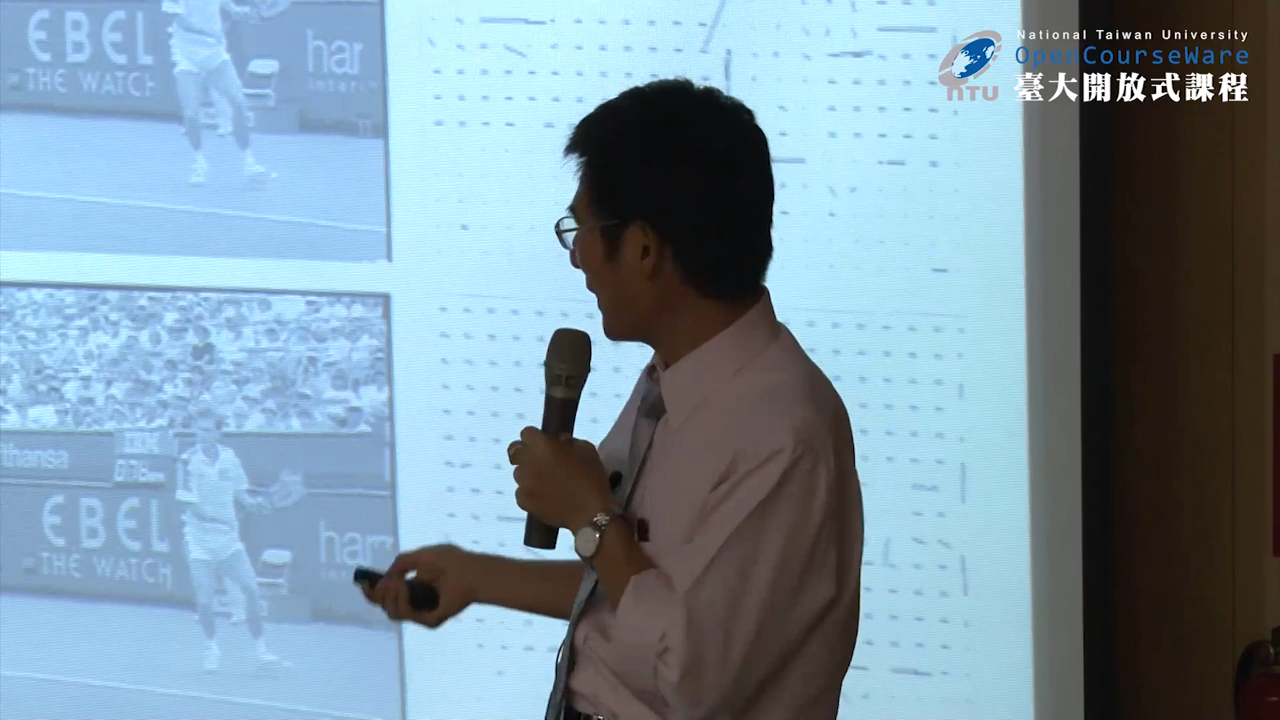 EBEL
THE WATCH
har
National Taiwan University
OpenCourseWare
臺大開放式課程
NTU
thansa
EBEL
THE WATCH
har